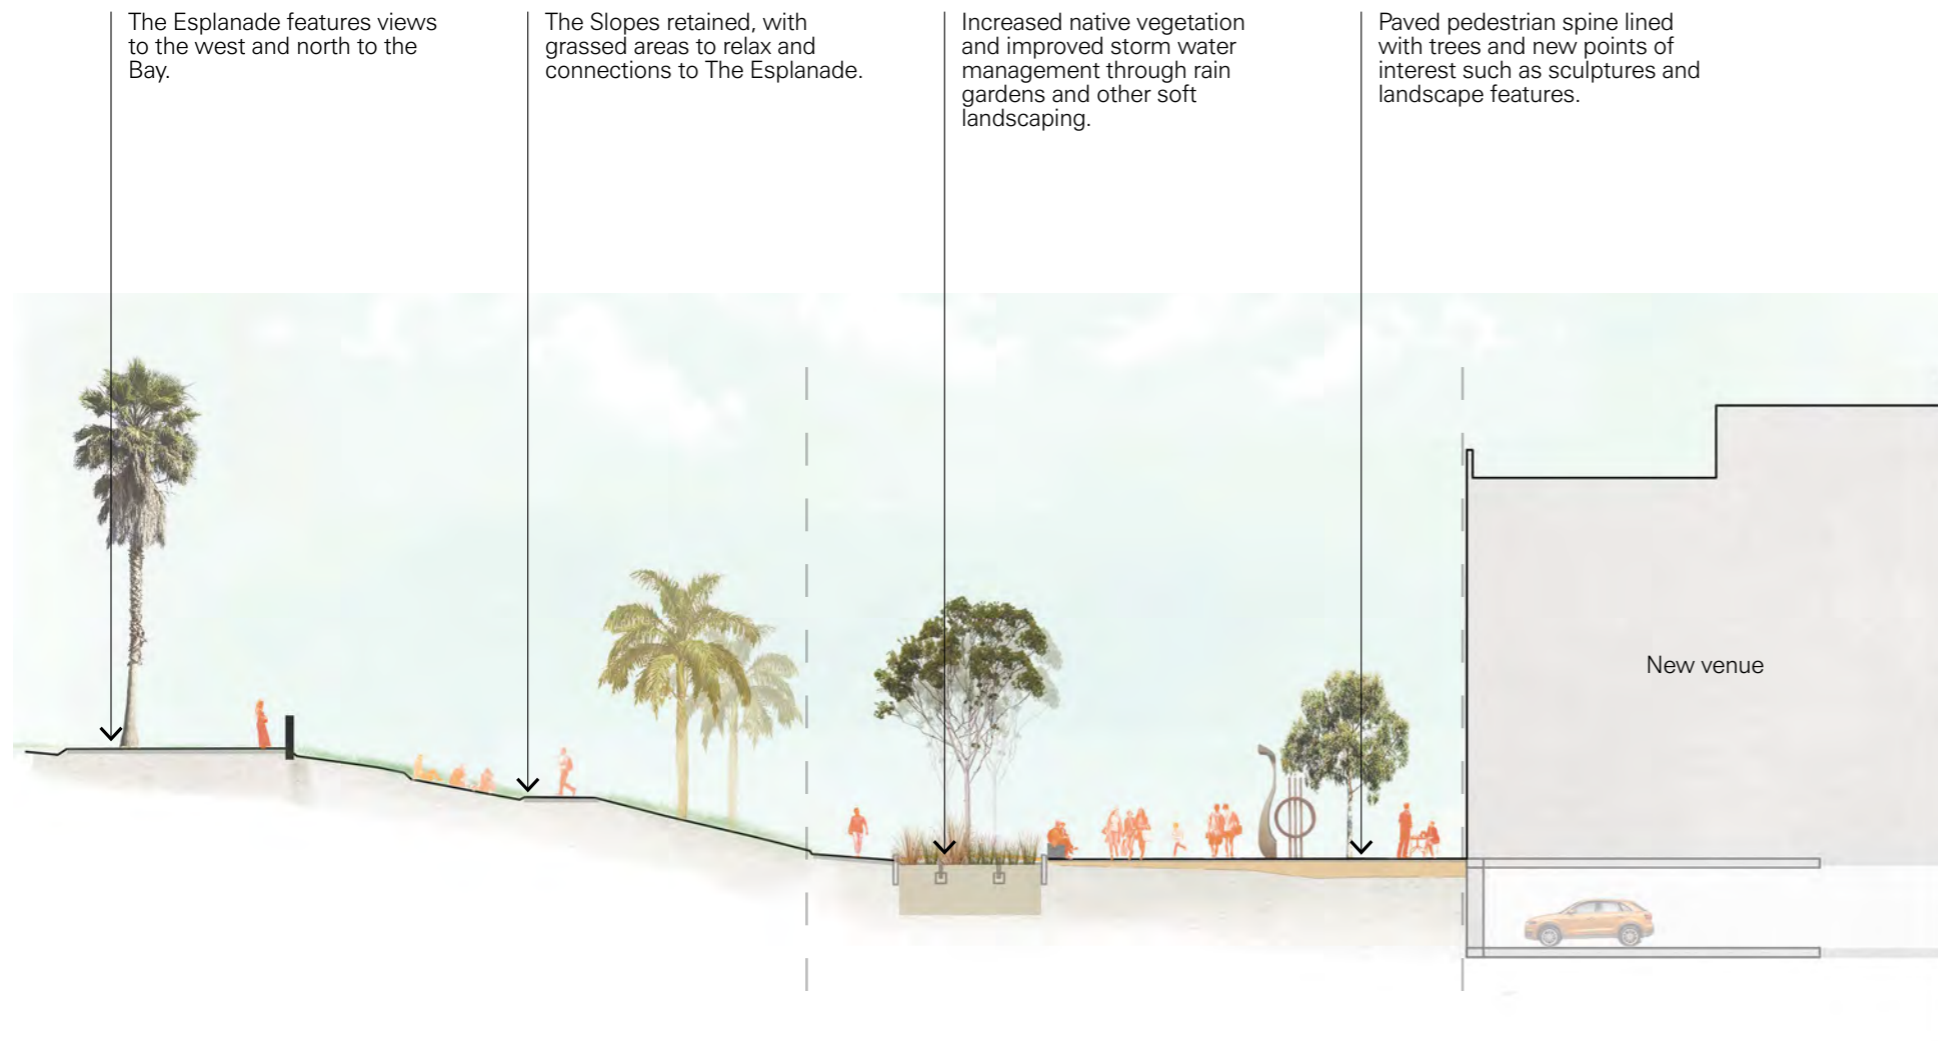 The Esplanade features views
to the west and north to the
Bay.
The Slopes retained, with
grassed areas to relax and
connections to The Esplanade.
Increased native vegetation
and improved storm water
management through rain
gardens and other soft
landscaping.
Paved pedestrian spine lined
with trees and new points of
interest such as sculptures and
landscape features.
New venue